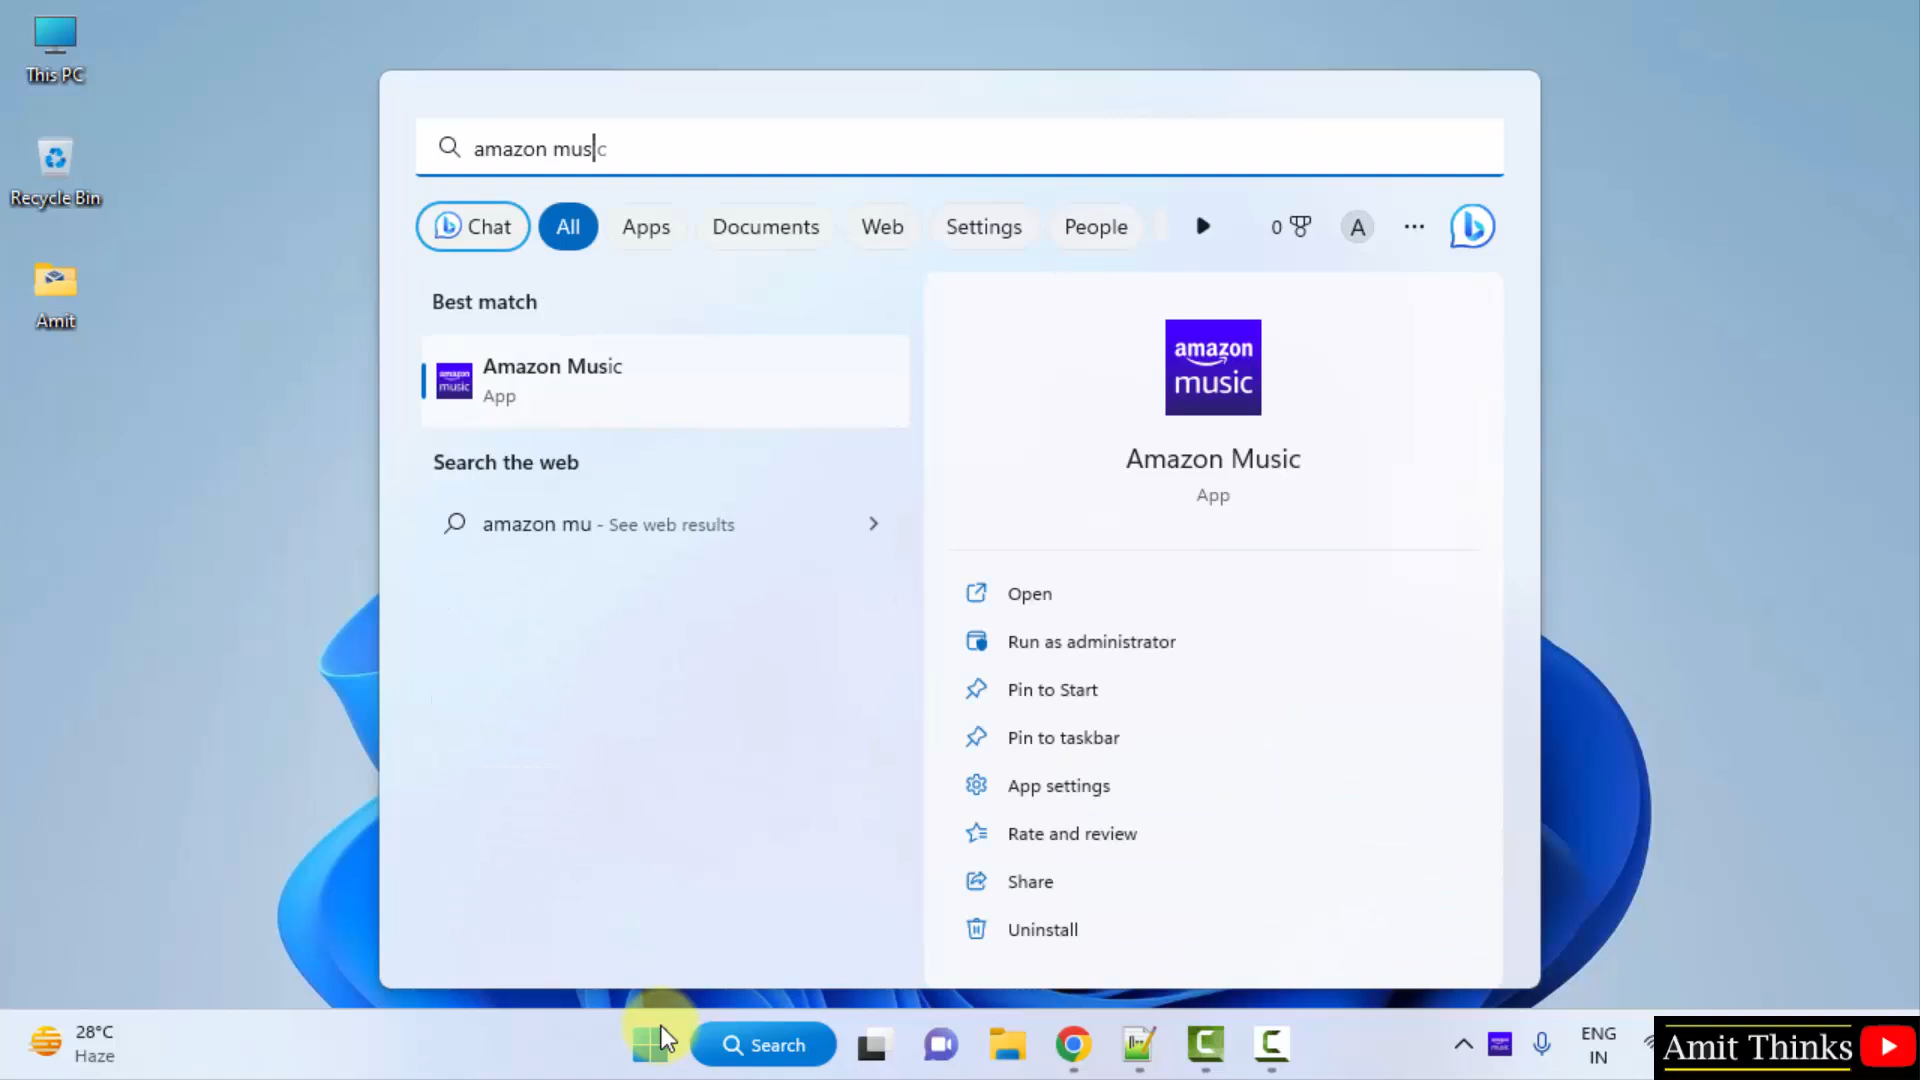 This PC
Recycle Bin
Amit
amazon music
Chat
All
Apps
Documents
Web
Settings
People
0
A
Best match
amazon
music
Amazon Music
App
Search the web
amazon mu - See web results
amazon
music
Amazon Music
App
Open
Run as administrator
Pin to Start
Pin to taskbar
App settings
Rate and review
Share
Uninstall
28°C
Haze
Search
ENG
IN
Amit Thinks